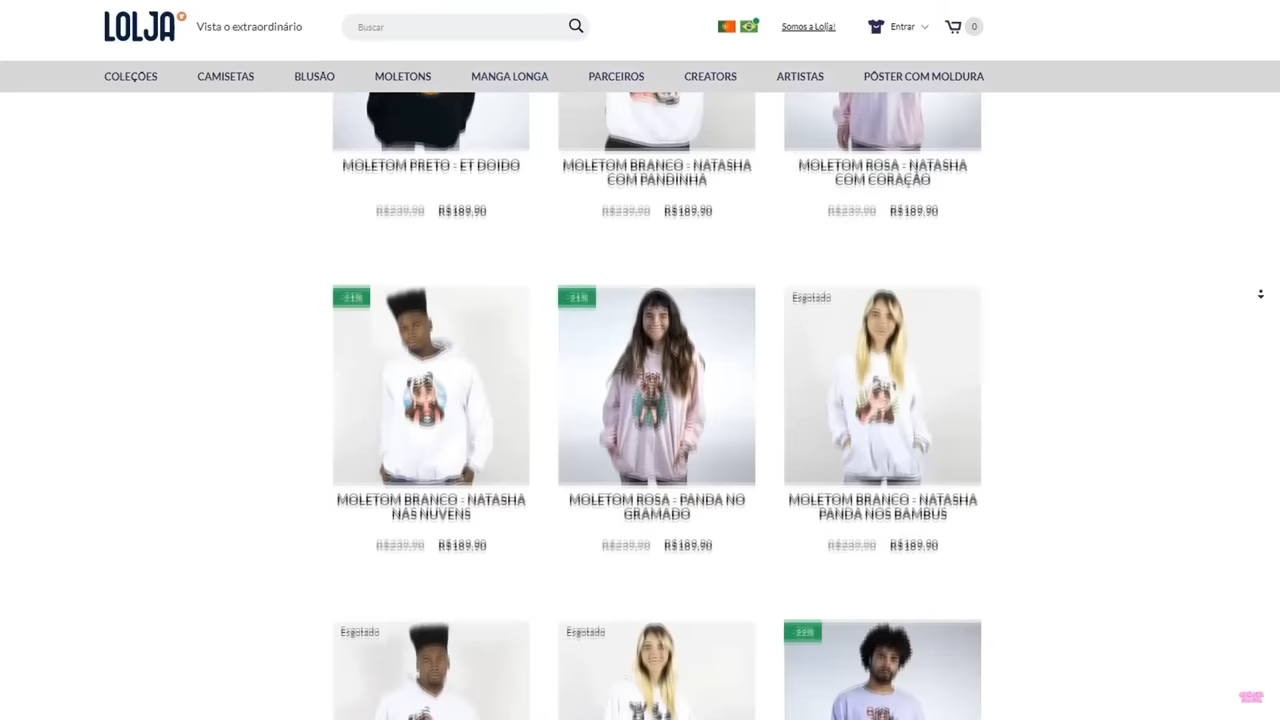 LOLJA
Vista o extraordinário
Buscar
Somos a Lolja!
Entrar
0
COLEÇÕES
CAMISETAS
BLUSÃO
MOLETONS
MANGA LONGA
PARCEIROS
CREATORS
ARTISTAS
PÔSTER COM MOLDURA
MOLETOM PRETO - ET DOIDO
R$239,90 R$189,90
MOLETOM BRANCO - NATASHA
COM PANDINHA
R$239,90 R$189,90
MOLETOM ROSA - NATASHA
COM CORAÇÃO
R$239,90 R$189,90
-21%
MOLETOM BRANCO - NATASHA
NAS NUVENS
R$239,90 R$189,90
-21%
MOLETOM ROSA - PANDA NO
GRAMADO
R$239,90 R$189,90
Esgotado
MOLETOM BRANCO - NATASHA
PANDA NOS BAMBUS
R$239,90 R$189,90
Esgotado
Esgotado
-22%